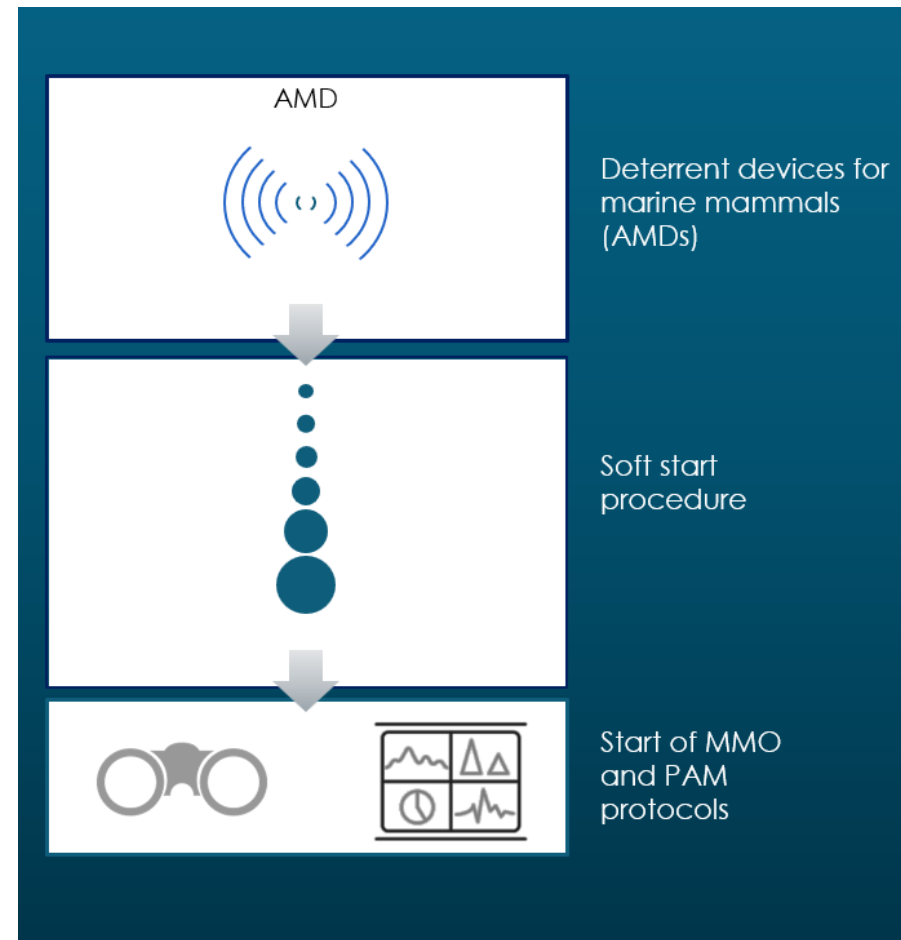 AMD
Deterrent devices for
marine mammals
(AMDs)
Soft start
procedure
Start of MMO
and PAM
protocols